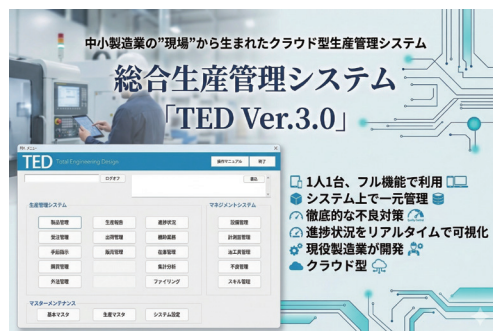 中小製造業の"現場"から生まれたクラウド型生産管理システム
総合生産管理システム
「TED Ver.3.0」
TED Total Engineering Design
操作マニュアル 終了
ログオフ
生産管理システム
マネジメントシステム
製品管理 生産報告 進捗状況 設備管理
受注管理 出荷管理 補助業務 計測器管理
手配指示 販売管理 在庫管理 治工具管理
購買管理 集計分析 不良管理
外注管理 ファイリング スキル管理
マスターメンテナンス
基本マスタ 生産マスタ システム設定
1人1台、フル機能で利用
システム上で一元管理
徹底的な不良対策
進捗状況をリアルタイムで可視化
現役製造業が開発
クラウド型